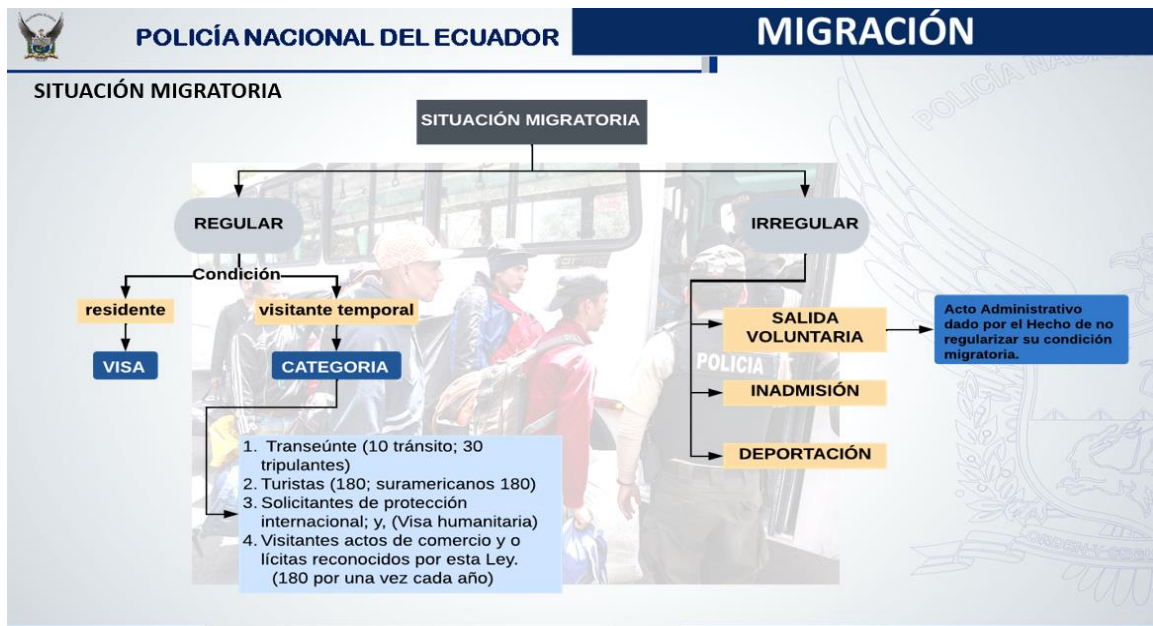 POLICÍA NACIONAL DEL ECUADOR
MIGRACIÓN
SITUACIÓN MIGRATORIA
SITUACIÓN MIGRATORIA
REGULAR
IRREGULAR
Condición
residente
visitante temporal
VISA
CATEGORIA
SALIDA
VOLUNTARIA
Acto Administrativo
dado por el Hecho de no
regularizar su condición
migratoria.
INADMISIÓN
DEPORTACIÓN
1. Transeúnte (10 tránsito; 30
tripulantes)
2. Turistas (180; suramericanos 180)
3. Solicitantes de protección
internacional; y, (Visa humanitaria)
4. Visitantes actos de comercio y o
lícitas reconocidos por esta Ley.
(180 por una vez cada año)
POLICIA
POLICÍA NACIONAL